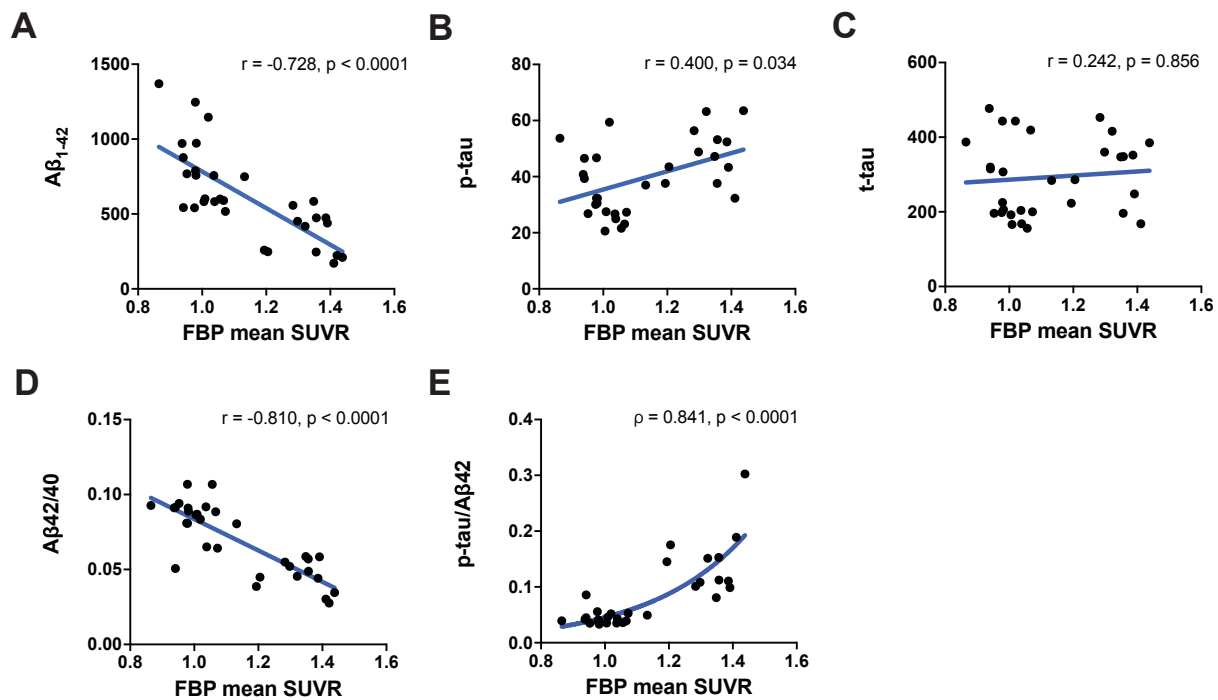 A
r = -0.728, p < 0.0001
Aβ1-42
1500
1000
500
0
0.8 1.0 1.2 1.4 1.6
FBP mean SUVR
B
r = 0.400, p = 0.034
p-tau
80
60
40
20
0
0.8 1.0 1.2 1.4 1.6
FBP mean SUVR
C
r = 0.242, p = 0.856
t-tau
600
400
200
0
0.8 1.0 1.2 1.4 1.6
FBP mean SUVR
D
r = -0.810, p < 0.0001
Aβ42/40
0.15
0.10
0.05
0.00
0.8 1.0 1.2 1.4 1.6
FBP mean SUVR
E
ρ = 0.841, p < 0.0001
p-tau/Aβ42
0.4
0.3
0.2
0.1
0.0
0.8 1.0 1.2 1.4 1.6
FBP mean SUVR